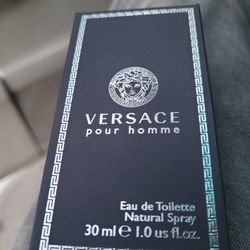 VERSACE
pour homme
Eau de Toilette
Natural Spray
30 ml ℮ 1.0 us fl.oz.